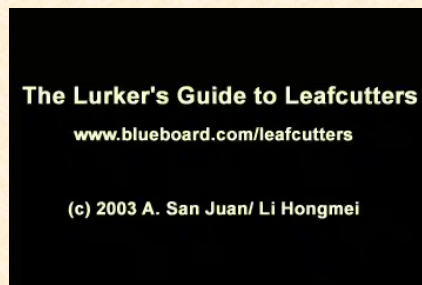 The Lurker's Guide to Leafcutters
www.blueboard.com/leafcutters
(c) 2003 A. San Juan/ Li Hongmei